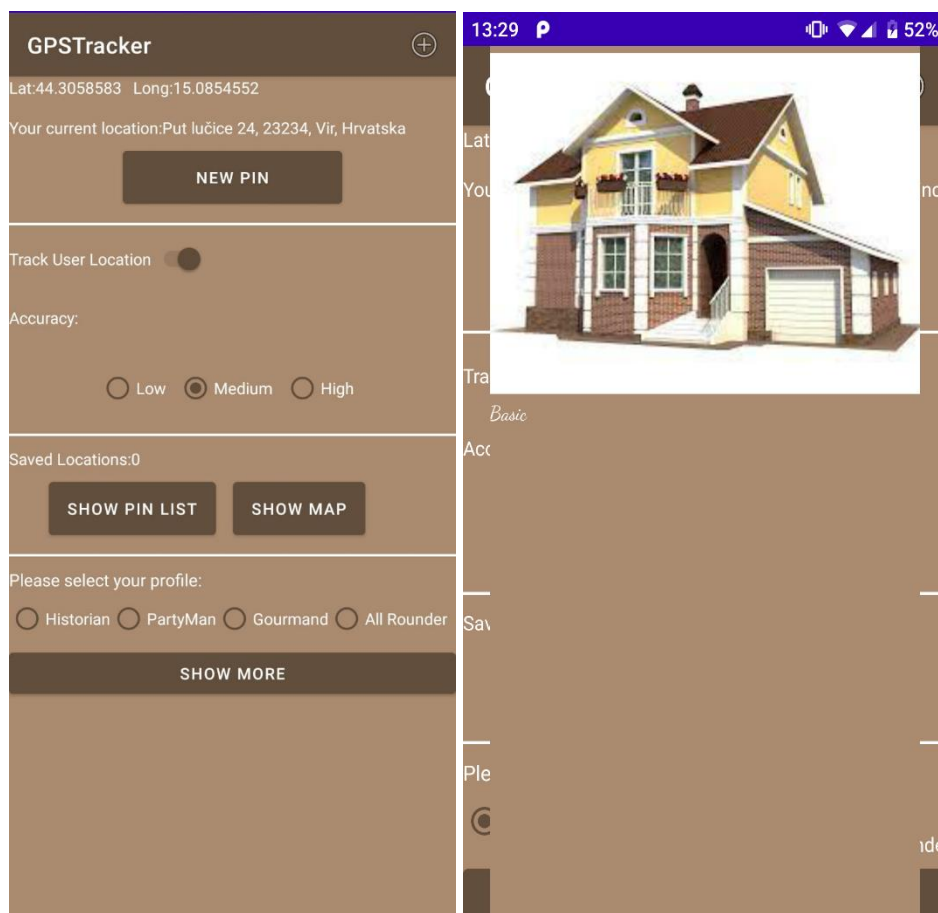 GPSTracker
Lat:44.3058583 Long:15.0854552
Your current location:Put lučice 24, 23234, Vir, Hrvatska
NEW PIN
Track User Location
Accuracy:
Low Medium High
Saved Locations:0
SHOW PIN LIST SHOW MAP
Please select your profile:
Historian PartyMan Gourmand All Rounder
SHOW MORE
13:29 52%
Lat
You
Tra
Basic
Acc
Sav
Ple